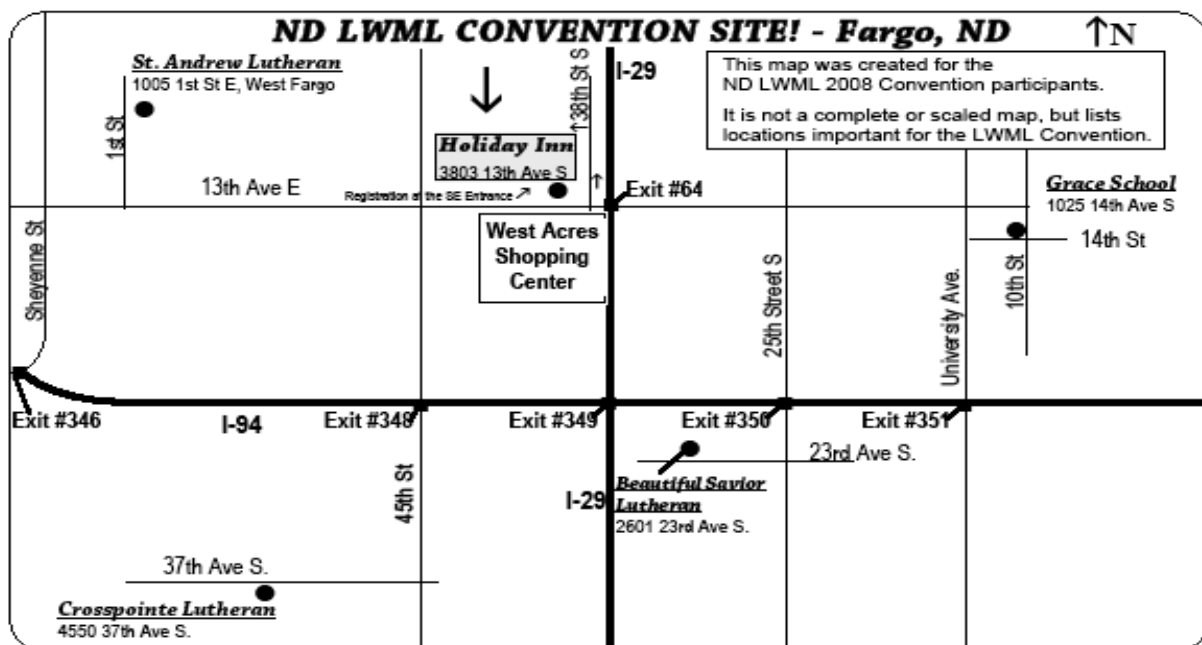 ND LWML CONVENTION SITE! - Fargo, ND
↑N
St. Andrew Lutheran
1005 1st St E, West Fargo
1st St
↓
↑38th St S
I-29
This map was created for the
ND LWML 2008 Convention participants.
It is not a complete or scaled map, but lists
locations important for the LWML Convention.
Holiday Inn
3803 13th Ave S
Registration at the SE Entrance ↗
↑
13th Ave E
Exit #64
Grace School
1025 14th Ave S
14th St
10th St
West Acres
Shopping
Center
Sheyenne St
25th Street S
University Ave.
Exit #346
I-94
Exit #348
Exit #349
Exit #350
Exit #351
23rd Ave S.
45th St
I-29
Beautiful Savior
Lutheran
2601 23rd Ave S.
37th Ave S.
Crosspointe Lutheran
4550 37th Ave S.